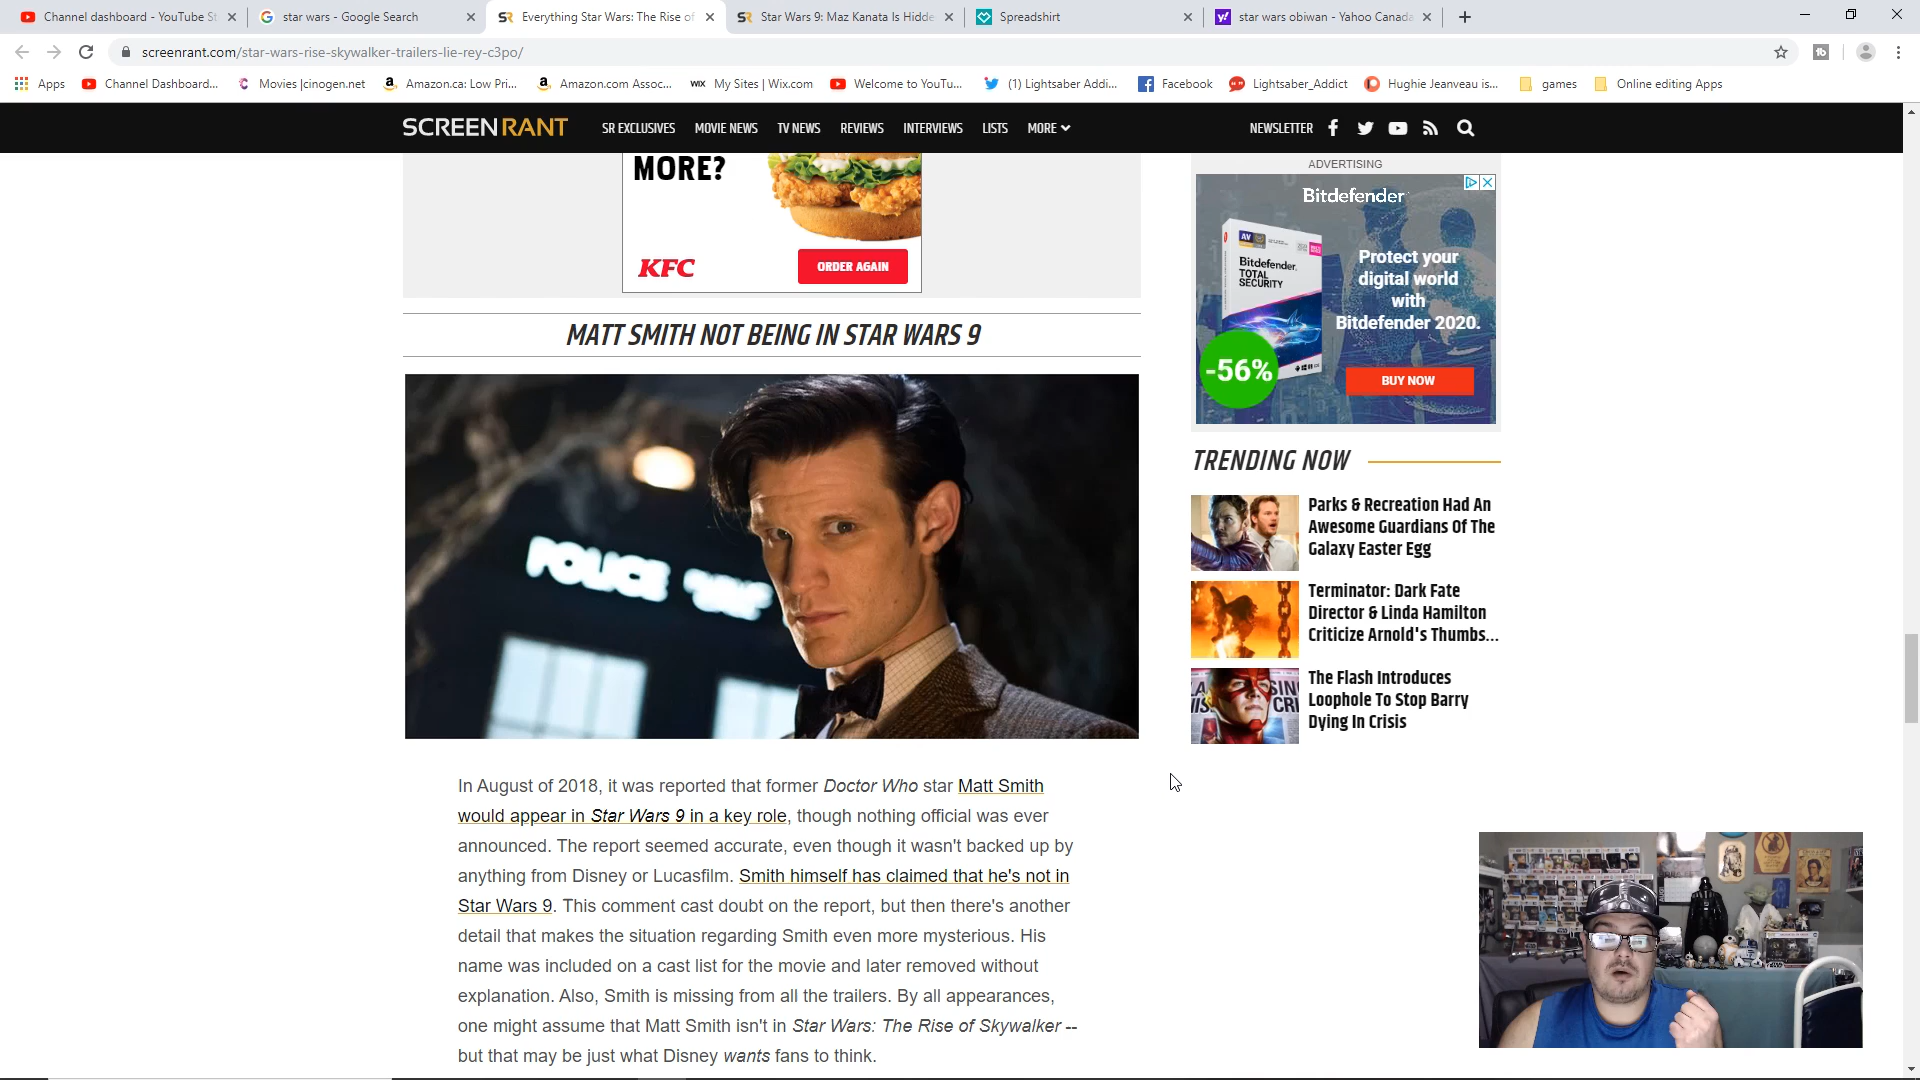 Channel dashboard - YouTube St
star wars - Google Search
Everything Star Wars: The Rise of
Star Wars 9: Maz Kanata Is Hidde
Spreadshirt
star wars obiwan - Yahoo Canada
screenrant.com/star-wars-rise-skywalker-trailers-lie-rey-c3po/
Apps
Channel Dashboard...
Movies |cinogen.net
Amazon.ca: Low Pri...
Amazon.com Assoc...
WIX
My Sites | Wix.com
Welcome to YouTu...
(1) Lightsaber Addi...
Facebook
Lightsaber_Addict
Hughie Jeanveau is...
games
Online editing Apps
SCREENRANT
SR EXCLUSIVES
MOVIE NEWS
TV NEWS
REVIEWS
INTERVIEWS
LISTS
MORE
NEWSLETTER
MORE?
KFC
ORDER AGAIN
MATT SMITH NOT BEING IN STAR WARS 9
POLICE
In August of 2018, it was reported that former Doctor Who star Matt Smith
would appear in Star Wars 9 in a key role, though nothing official was ever
announced. The report seemed accurate, even though it wasn't backed up by
anything from Disney or Lucasfilm. Smith himself has claimed that he's not in
Star Wars 9. This comment cast doubt on the report, but then there's another
detail that makes the situation regarding Smith even more mysterious. His
name was included on a cast list for the movie and later removed without
explanation. Also, Smith is missing from all the trailers. By all appearances,
one might assume that Matt Smith isn't in Star Wars: The Rise of Skywalker --
but that may be just what Disney wants fans to think.
ADVERTISING
Bitdefender
AV
Bitdefender
TOTAL
SECURITY
Protect your
digital world
with
Bitdefender 2020.
-56%
BUY NOW
TRENDING NOW
Parks & Recreation Had An
Awesome Guardians Of The
Galaxy Easter Egg
Terminator: Dark Fate
Director & Linda Hamilton
Criticize Arnold's Thumbs...
The Flash Introduces
Loophole To Stop Barry
Dying In Crisis